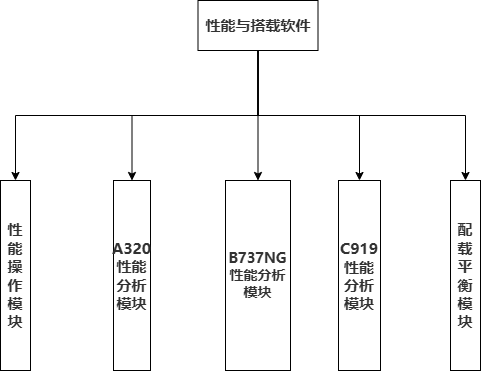 性能与搭载软件
性
能
操
作
模
块
A320
性能
分析
模块
B737NG
性能分析
模块
C919
性能
分析
模块
配
载
平
衡
模
块